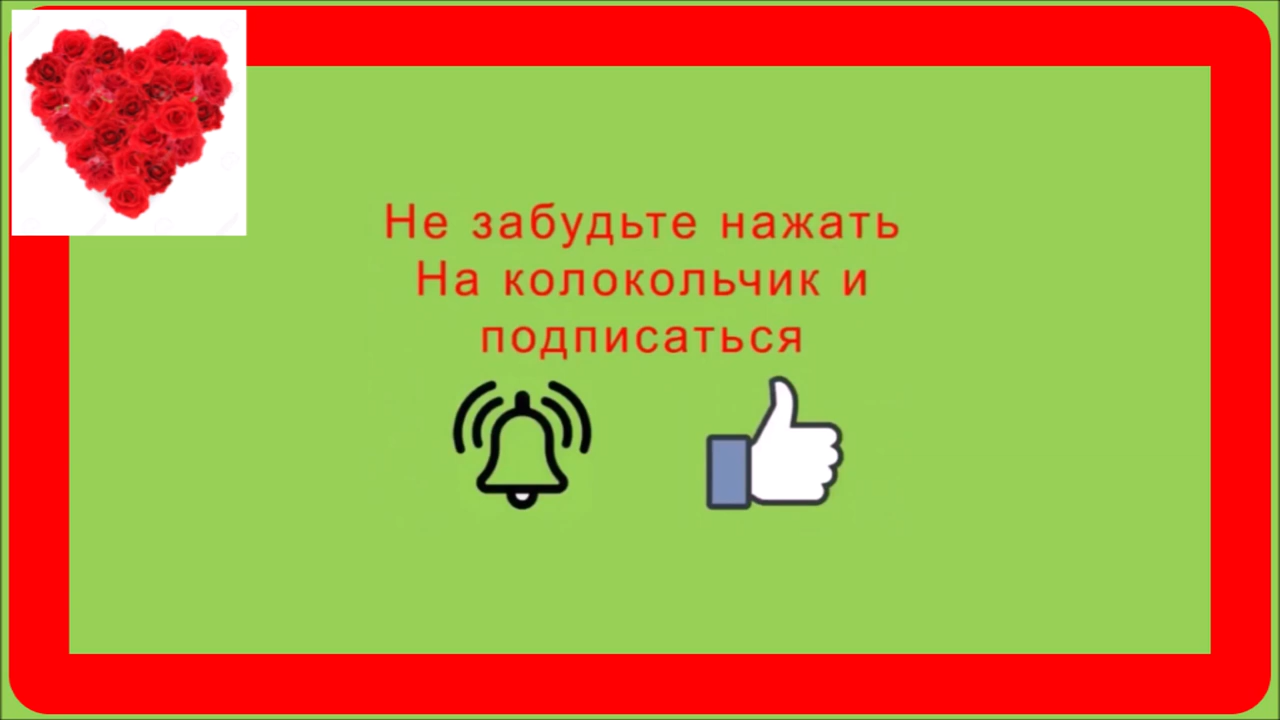 Не забудьте нажать
На колокольчик и
подписаться